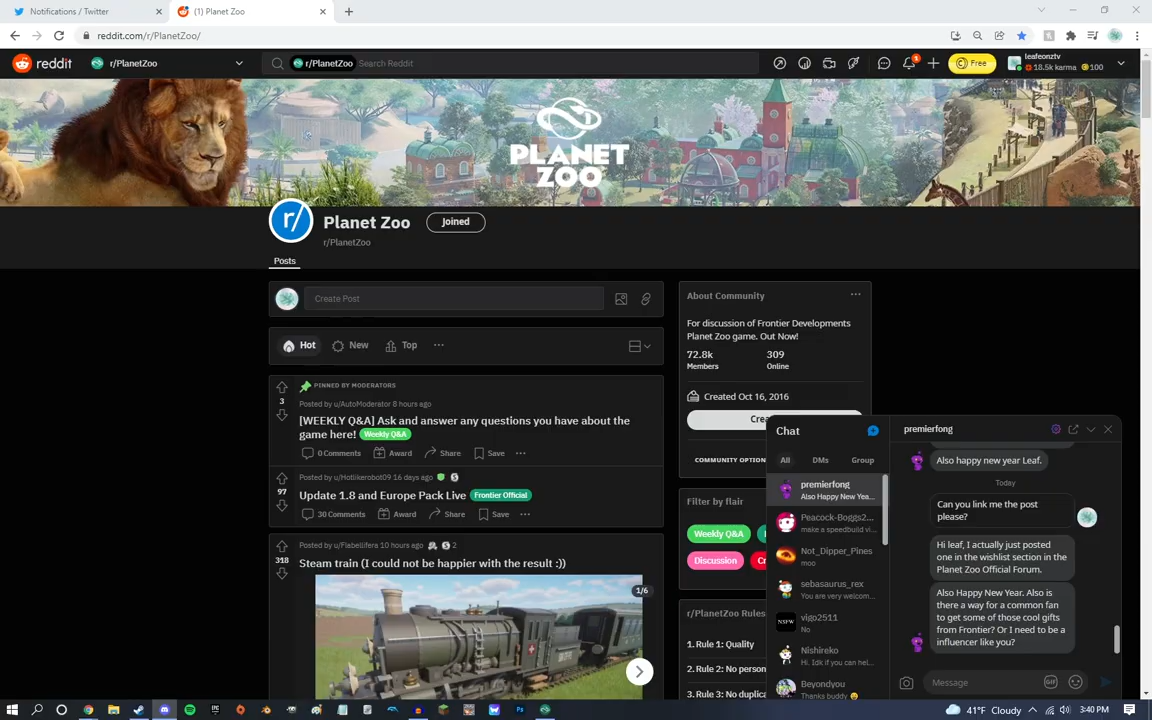 Notifications / Twitter
(1) Planet Zoo
reddit.com/r/PlanetZoo/
reddit
r/PlanetZoo
r/PlanetZoo
Search Reddit
1
Free
leafeonztv
18.5k karma
100
PLANET
ZOO
r/
Planet Zoo
Joined
r/PlanetZoo
Posts
Create Post
Hot
New
Top
3
PINNED BY MODERATORS
Posted by u/AutoModerator 8 hours ago
[WEEKLY Q&A] Ask and answer any questions you have about the
game here!
Weekly Q&A
0 Comments
Award
Share
Save
97
Posted by u/Hotlikerobot09 16 days ago
Update 1.8 and Europe Pack Live
Frontier Official
30 Comments
Award
Share
Save
318
Posted by u/Flabellifera 10 hours ago
2
Steam train (I could not be happier with the result :))
1/6
About Community
For discussion of Frontier Developments
Planet Zoo game. Out Now!
72.8k
309
Members
Online
Created Oct 16, 2016
Crea
COMMUNITY OPTION
Filter by flair
Weekly Q&A
Discussion
Cr
r/PlanetZoo Rules
1. Rule 1: Quality
2. Rule 2: No person
3. Rule 3: No duplica
Chat
All
DMs
Group
premierfong
Also Happy New Yea...
Peacock-Boggs2...
make a speedbuild vi...
Not_Dipper_Pines
moo
sebasaurus_rex
You are very welcom...
NSFW
vigo2511
No
Nishireko
Hi. Idk if you can hel...
Beyondyou
Thanks buddy
premierfong
Also happy new year Leaf.
Today
Can you link me the post
please?
Hi leaf, I actually just posted
one in the wishlist section in the
Planet Zoo Official Forum.
Also Happy New Year. Also is
there a way for a common fan
to get some of those cool gifts
from Frontier? Or I need to be a
influencer like you?
Message
GIF
EPIC
Ps
41°F Cloudy
3:40 PM